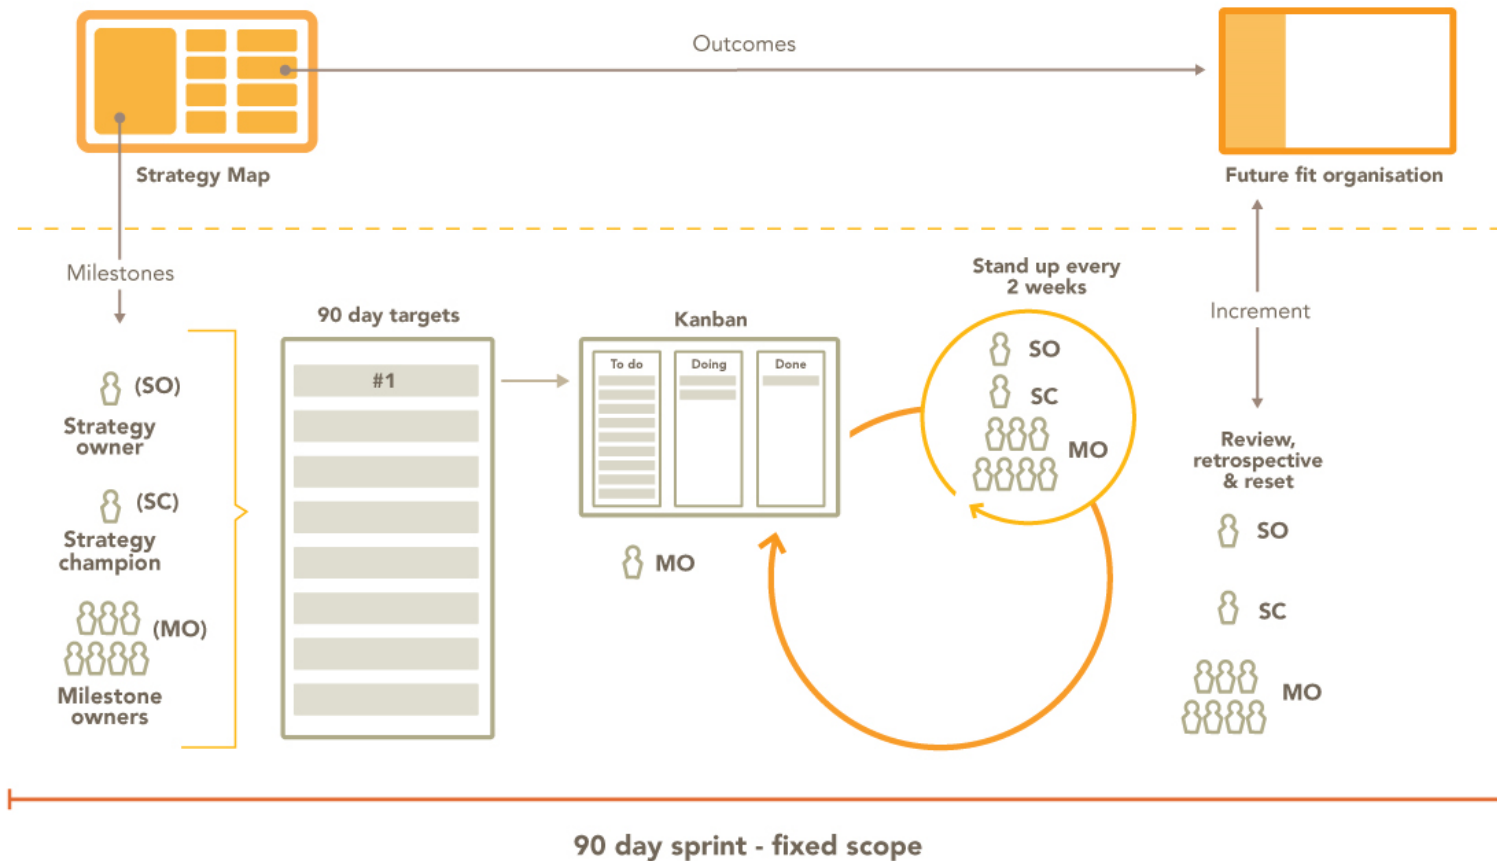 Outcomes
Strategy Map
Future fit organisation
Milestones
(SO)
Strategy
owner
(SC)
Strategy
champion
(MO)
Milestone
owners
90 day targets
#1
Kanban
To do
Doing
Done
MO
Stand up every
2 weeks
SO
SC
MO
Increment
Review,
retrospective
& reset
SO
SC
MO
90 day sprint - fixed scope